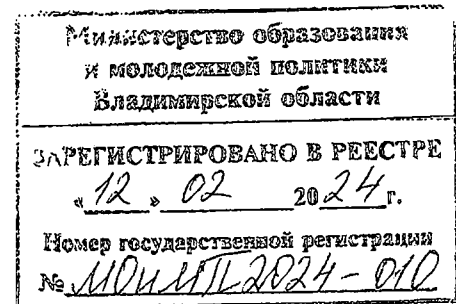 Министерство образования
и молодежной политики
Владимирской области
ЗАРЕГИСТРИРОВАНО В РЕЕСТРЕ
«12» 02 2024 г.
Номер государственной регистрации
№ МОиМП 2024-010